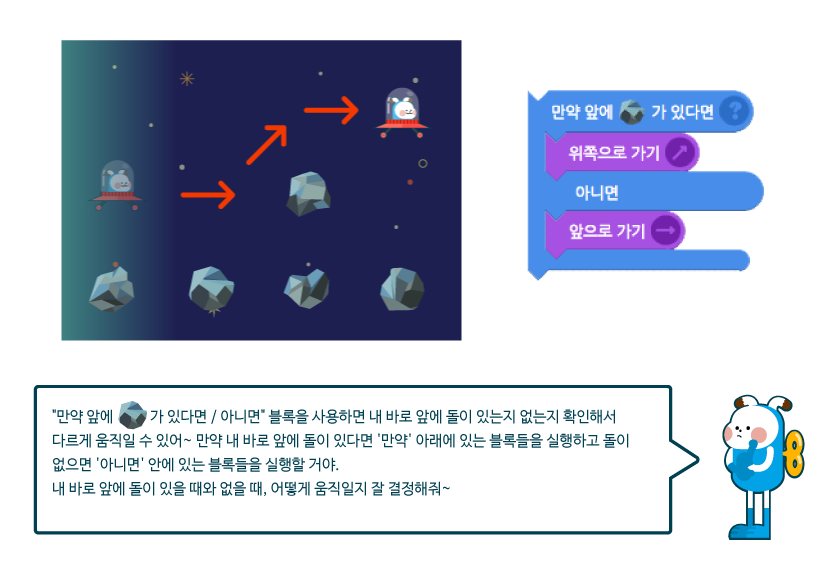 만약 앞에 가 있다면 ?
위쪽으로 가기
아니면
앞으로 가기
"만약 앞에 가 있다면 / 아니면" 블록을 사용하면 내 바로 앞에 돌이 있는지 없는지 확인해서
다르게 움직일 수 있어~ 만약 내 바로 앞에 돌이 있다면 '만약' 아래에 있는 블록들을 실행하고 돌이
없으면 '아니면' 안에 있는 블록들을 실행할 거야.
내 바로 앞에 돌이 있을 때와 없을 때, 어떻게 움직일지 잘 결정해줘~